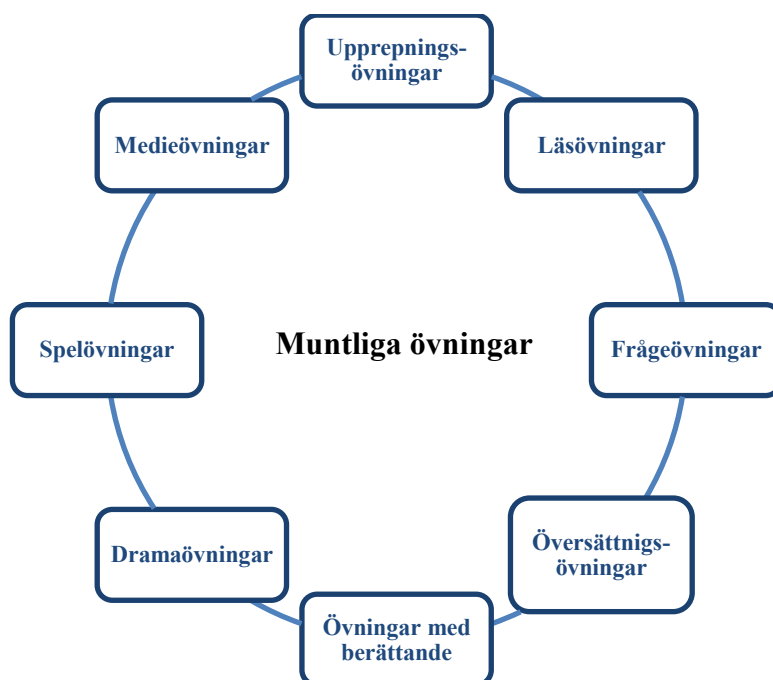 Upprepnings-
övningar
Medieövningar
Läsövningar
Spelövningar
Muntliga övningar
Frågeövningar
Dramaövningar
Översättnigs-
övningar
Övningar med
berättande